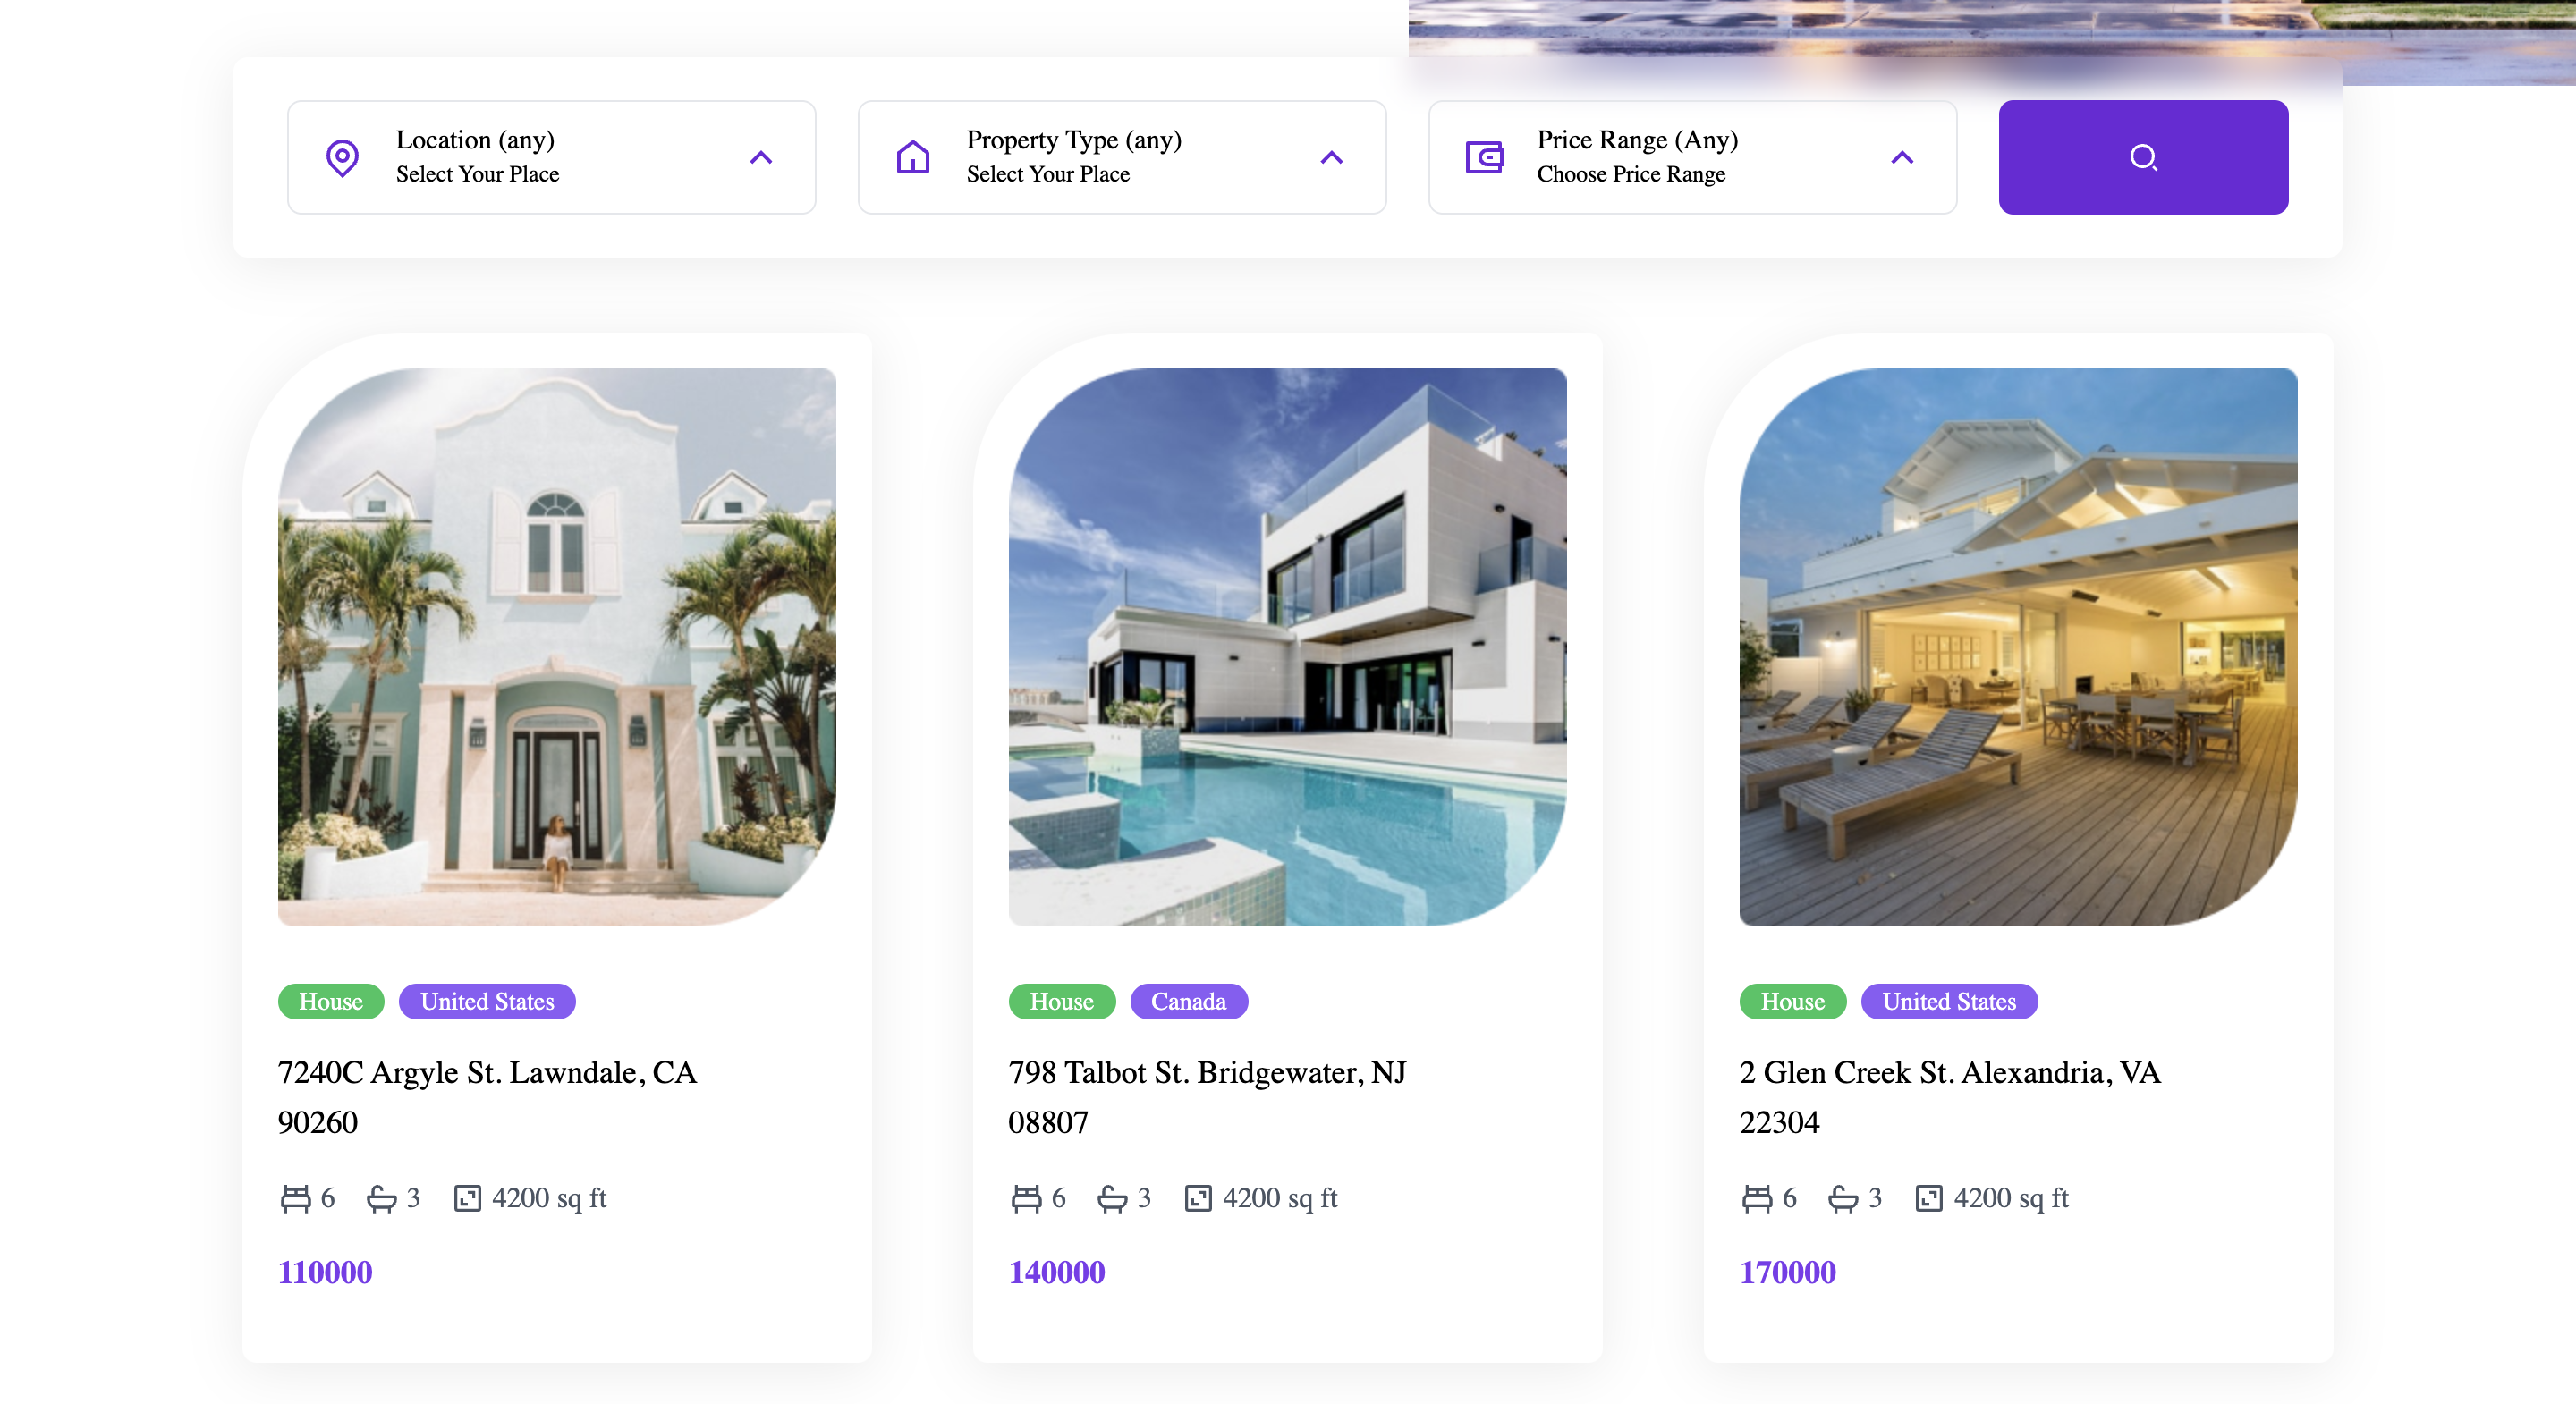 Location (any)
Select Your Place
Property Type (any)
Select Your Place
Price Range (Any)
Choose Price Range
House
United States
7240C Argyle St. Lawndale, CA
90260
6
3
4200 sq ft
110000
House
Canada
798 Talbot St. Bridgewater, NJ
08807
6
3
4200 sq ft
140000
House
United States
2 Glen Creek St. Alexandria, VA
22304
6
3
4200 sq ft
170000